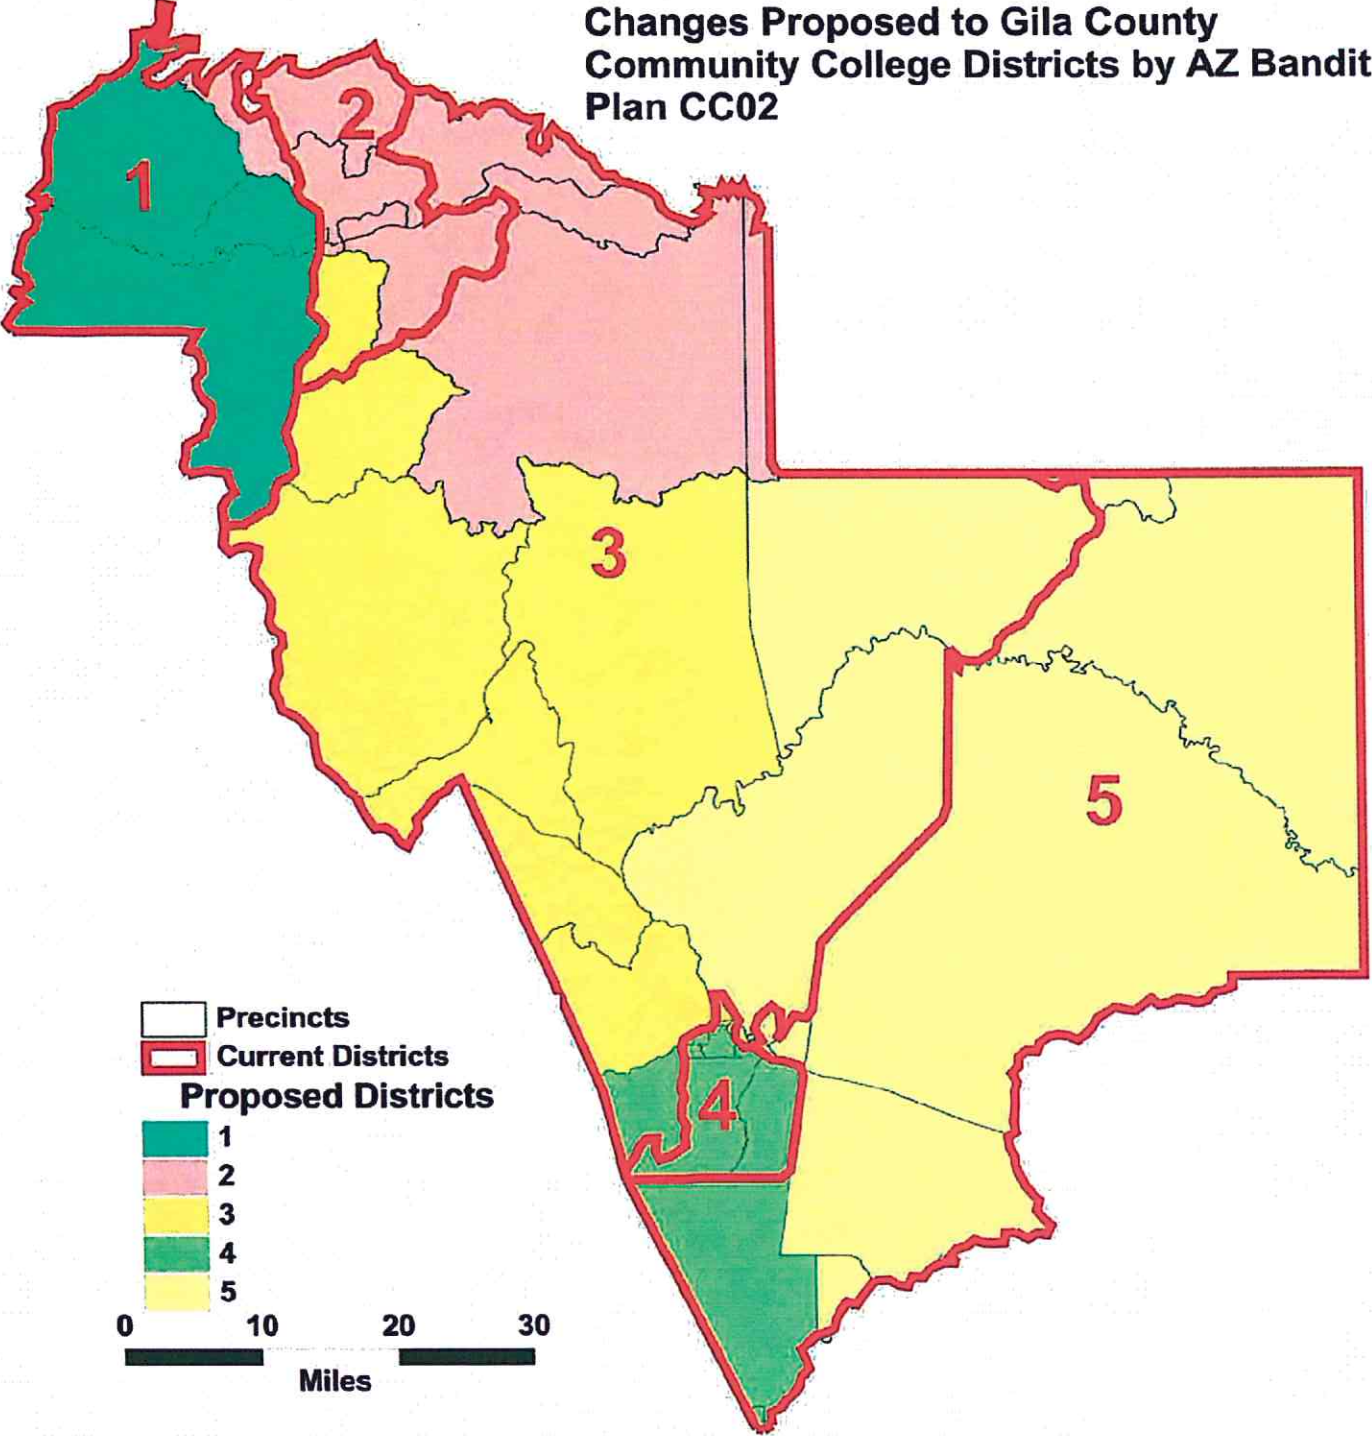 Changes Proposed to Gila County
Community College Districts by AZ Bandit
Plan CC02
2
1
3
5
4
Precincts
Current Districts
Proposed Districts
1
2
3
4
5
0 10 20 30
Miles